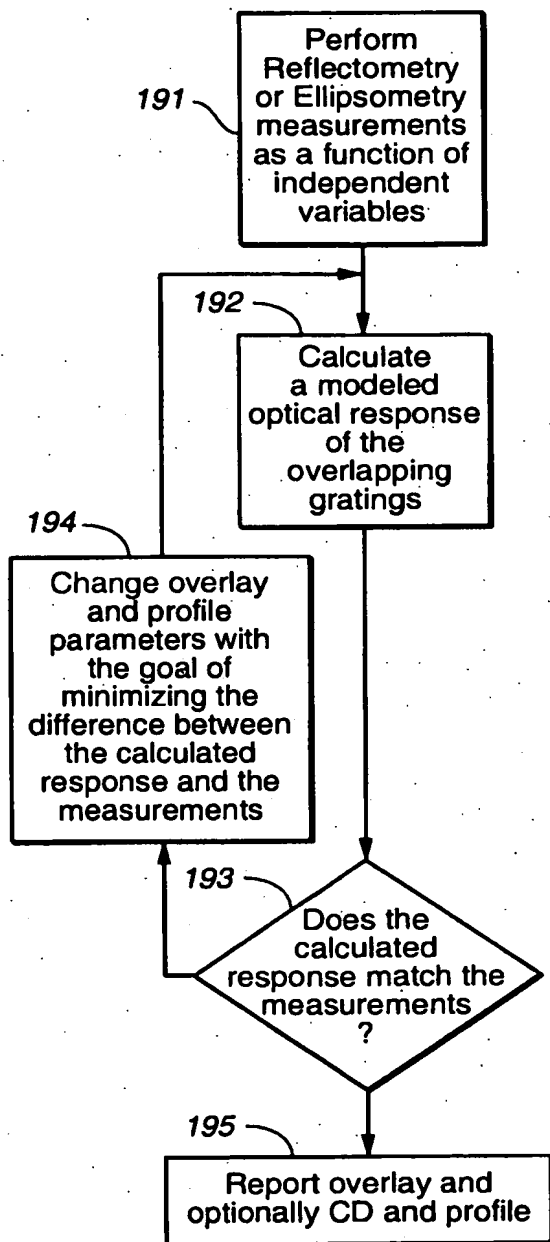 191
Perform
Reflectometry
or Ellipsometry
measurements
as a function of
independent
variables
192
Calculate
a modeled
optical response
of the
overlapping
gratings
194
Change overlay
and profile
parameters with
the goal of
minimizing the
difference between
the calculated
response and the
measurements
193
Does the
calculated
response match the
measurements
?
195
Report overlay and
optionally CD and profile